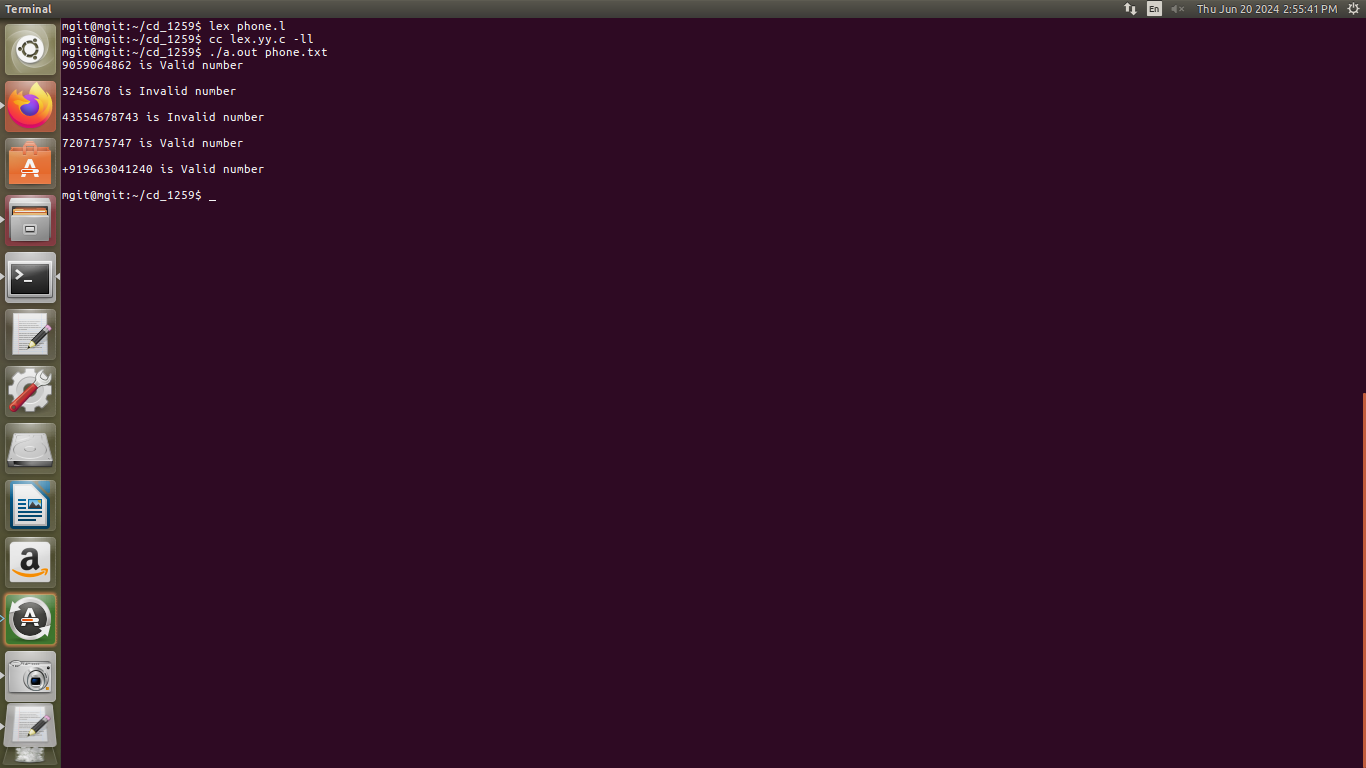 Terminal
En
Thu Jun 20 2024 2:55:41 PM
mgit@mgit:~/cd_1259$ lex phone.l
mgit@mgit:~/cd_1259$ cc lex.yy.c -ll
mgit@mgit:~/cd_1259$ ./a.out phone.txt
9059064862 is Valid number
3245678 is Invalid number
43554678743 is Invalid number
7207175747 is Valid number
+919663041240 is Valid number
mgit@mgit:~/cd_1259$ _